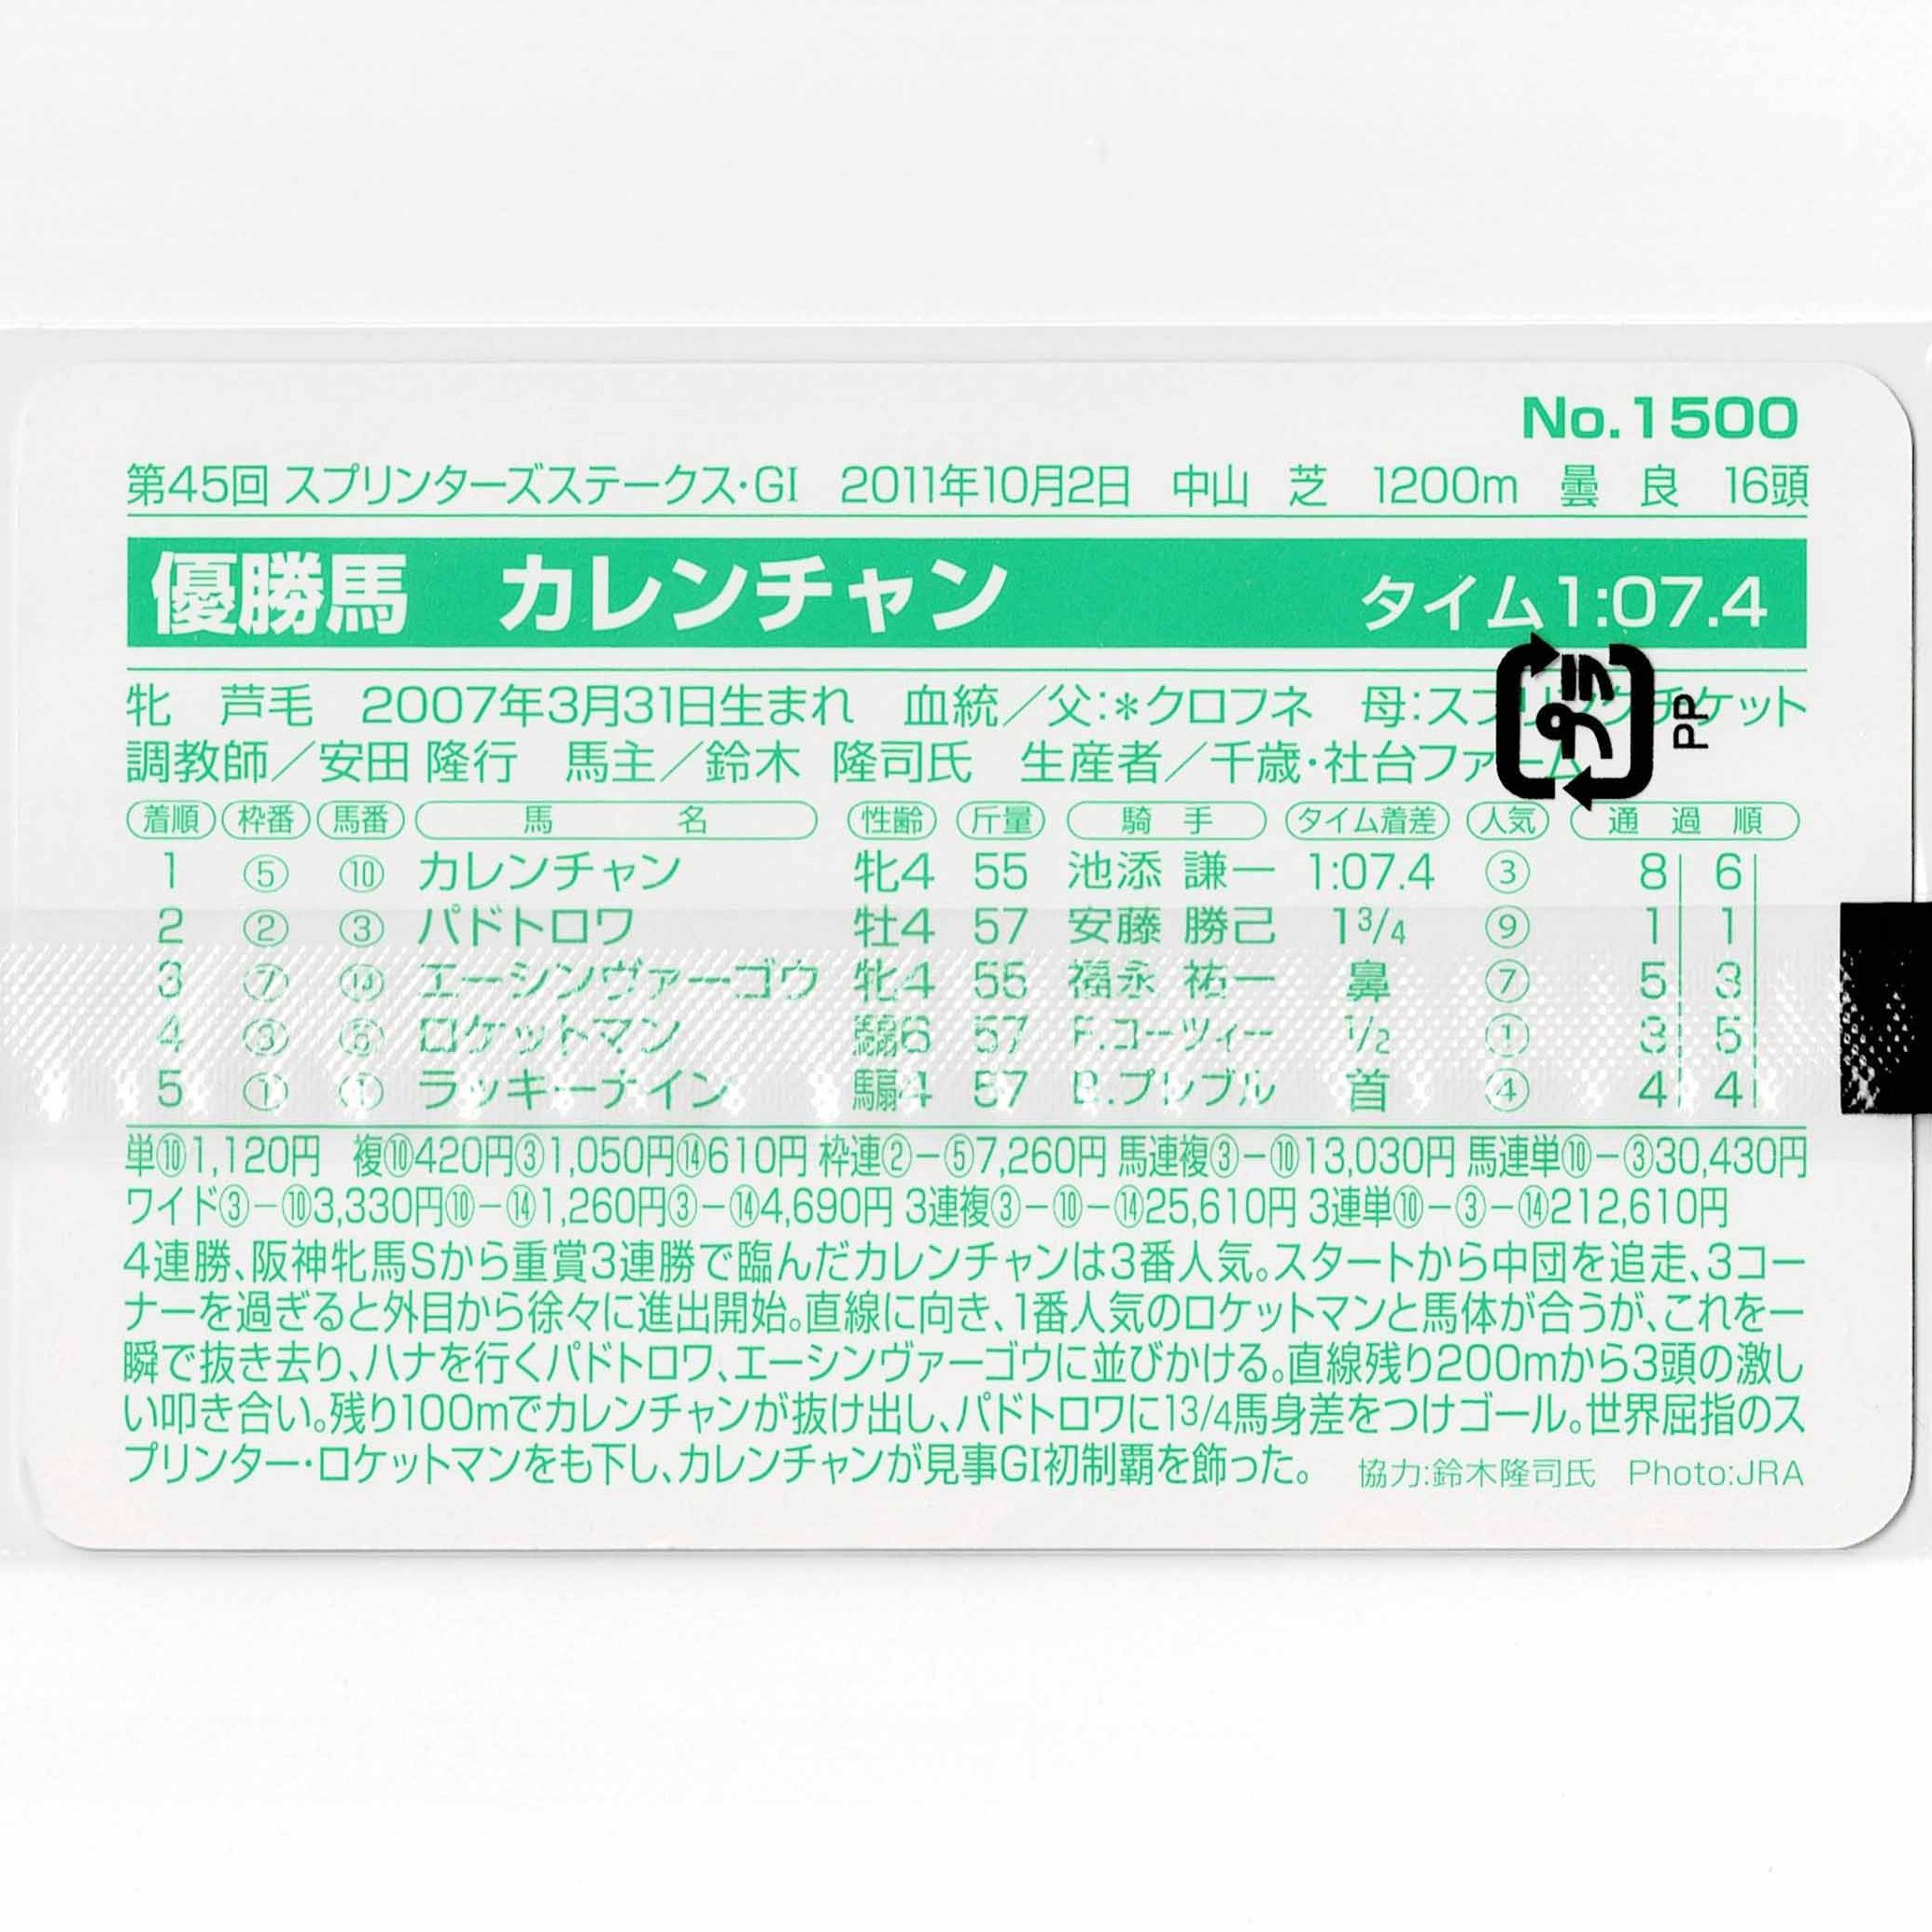 No.1500
第45回 スプリンターズステークス・GI 2011年10月2日 中山 芝 1200m 曇 良 16頭
優勝馬 カレンチャン タイム1:07.4
牝 芦毛 2007年3月31日生まれ 血統／父:*クロフネ 母:スプリングチケット
調教師／安田 隆行 馬主／鈴木 隆司氏 生産者／千歳・社台ファーム
プラ PP
着順 枠番 馬番 馬名 性齢 斤量 騎手 タイム着差 人気 通過順
1 ⑤ ⑩ カレンチャン 牝4 55 池添 謙一 1:07.4 ③ 8 6
2 ② ③ パドトロワ 牡4 57 安藤 勝己 1 3/4 ⑨ 1 1
3 ⑦ ⑭ エーシンヴァーゴウ 牝4 55 福永 祐一 鼻 ⑦ 5 3
4 ③ ⑥ ロケットマン 騸6 57 F.コーツィー 1/2 ① 3 5
5 ① ① ラッキーナイン 騸4 57 B.プレブル 首 ④ 4 4
単⑩1,120円 複⑩420円③1,050円⑭610円 枠連②－⑤7,260円 馬連複③－⑩13,030円 馬連単⑩－③30,430円
ワイド③－⑩3,330円⑩－⑭1,260円③－⑭4,690円 3連複③－⑩－⑭25,610円 3連単⑩－③－⑭212,610円
4連勝、阪神牝馬Sから重賞3連勝で臨んだカレンチャンは3番人気。スタートから中団を追走、3コー
ナーを過ぎると外目から徐々に進出開始。直線に向き、1番人気のロケットマンと馬体が合うが、これを一
瞬で抜き去り、ハナを行くパドトロワ、エーシンヴァーゴウに並びかける。直線残り200mから3頭の激し
い叩き合い。残り100mでカレンチャンが抜け出し、パドトロワに13/4馬身差をつけゴール。世界屈指のス
プリンター・ロケットマンをも下し、カレンチャンが見事GI初制覇を飾った。 協力:鈴木隆司氏 Photo:JRA